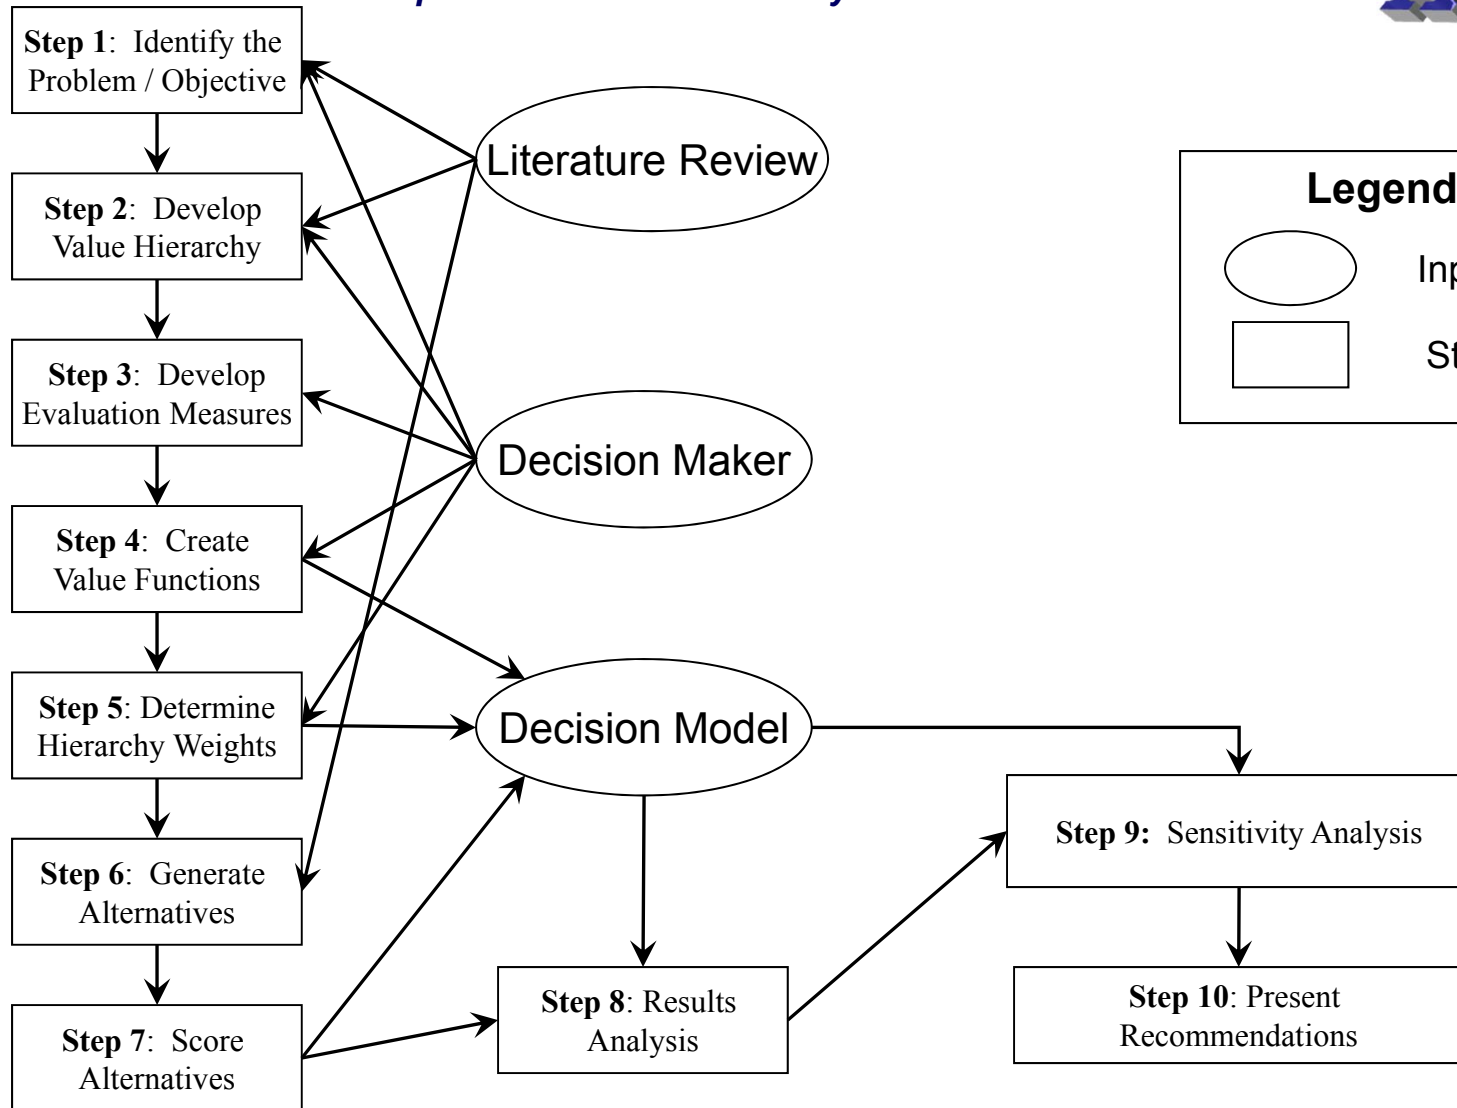 Step 1: Identify the
Problem / Objective
Step 2: Develop
Value Hierarchy
Step 3: Develop
Evaluation Measures
Step 4: Create
Value Functions
Step 5: Determine
Hierarchy Weights
Step 6: Generate
Alternatives
Step 7: Score
Alternatives
Literature Review
Decision Maker
Decision Model
Step 8: Results
Analysis
Step 9: Sensitivity Analysis
Step 10: Present
Recommendations
Legend